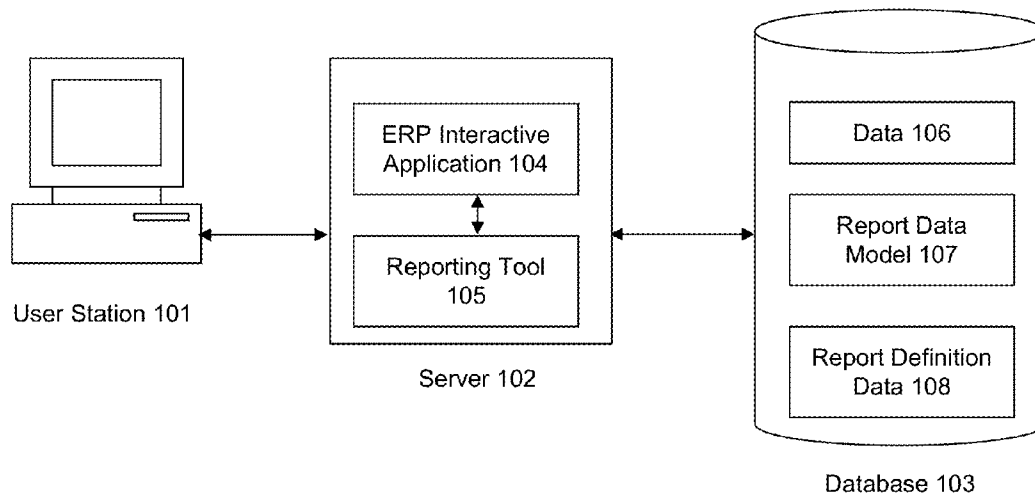 ERP Interactive
Application 104
Reporting Tool
105
Data 106
Report Data
Model 107
Report Definition
Data 108
User Station 101
Server 102
Database 103